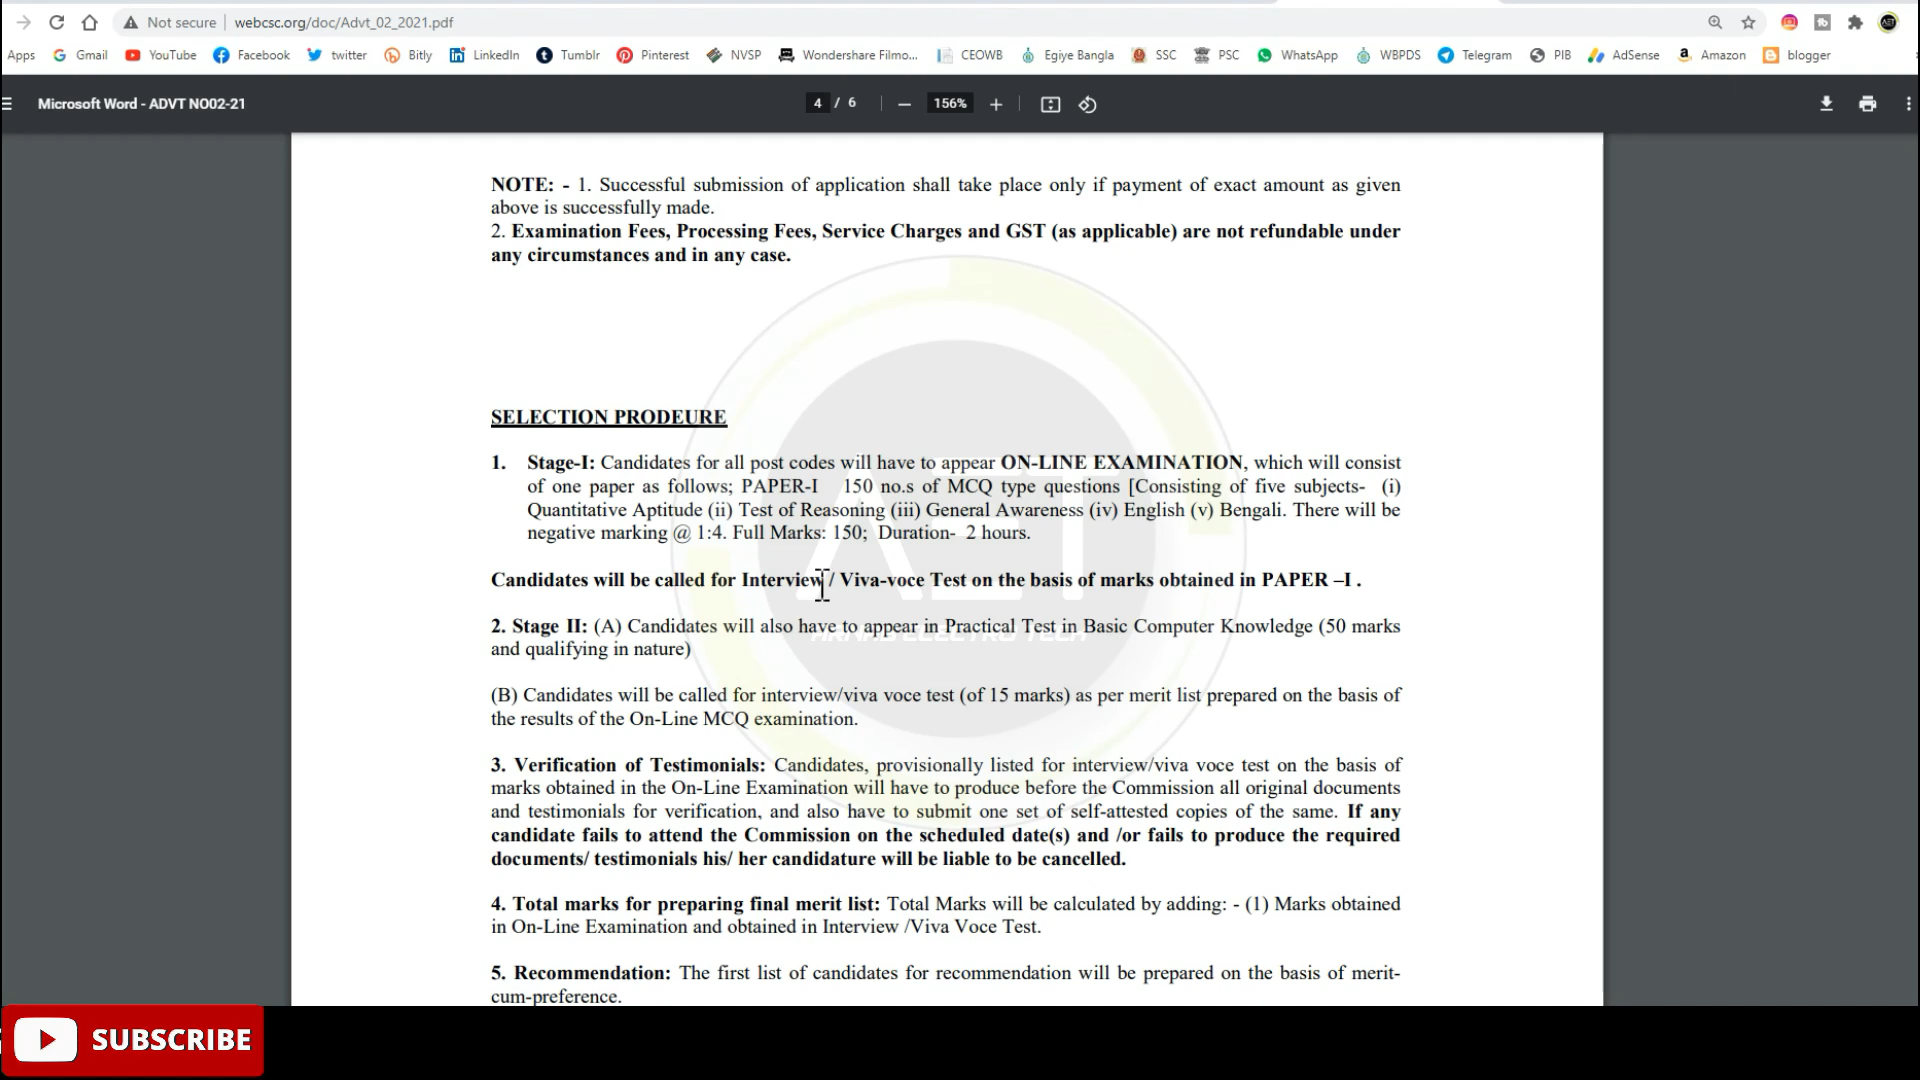 Not secure | webcsc.org/doc/Advt_02_2021.pdf
Apps Gmail YouTube Facebook twitter Bitly LinkedIn Tumblr Pinterest NVSP Wondershare Filmo... CEOWB Egiye Bangla SSC PSC WhatsApp WBPDS Telegram PIB AdSense Amazon blogger
Microsoft Word - ADVT NO02-21 4 / 6 156%
NOTE: - 1. Successful submission of application shall take place only if payment of exact amount as given
above is successfully made.
2. Examination Fees, Processing Fees, Service Charges and GST (as applicable) are not refundable under
any circumstances and in any case.
SELECTION PRODEURE
1. Stage-I: Candidates for all post codes will have to appear ON-LINE EXAMINATION, which will consist
of one paper as follows; PAPER-I 150 no.s of MCQ type questions [Consisting of five subjects- (i)
Quantitative Aptitude (ii) Test of Reasoning (iii) General Awareness (iv) English (v) Bengali. There will be
negative marking @ 1:4. Full Marks: 150; Duration- 2 hours.
Candidates will be called for Interview / Viva-voce Test on the basis of marks obtained in PAPER –I .
2. Stage II: (A) Candidates will also have to appear in Practical Test in Basic Computer Knowledge (50 marks
and qualifying in nature)
(B) Candidates will be called for interview/viva voce test (of 15 marks) as per merit list prepared on the basis of
the results of the On-Line MCQ examination.
3. Verification of Testimonials: Candidates, provisionally listed for interview/viva voce test on the basis of
marks obtained in the On-Line Examination will have to produce before the Commission all original documents
and testimonials for verification, and also have to submit one set of self-attested copies of the same. If any
candidate fails to attend the Commission on the scheduled date(s) and /or fails to produce the required
documents/ testimonials his/ her candidature will be liable to be cancelled.
4. Total marks for preparing final merit list: Total Marks will be calculated by adding: - (1) Marks obtained
in On-Line Examination and obtained in Interview /Viva Voce Test.
5. Recommendation: The first list of candidates for recommendation will be prepared on the basis of merit-
cum-preference.
SUBSCRIBE